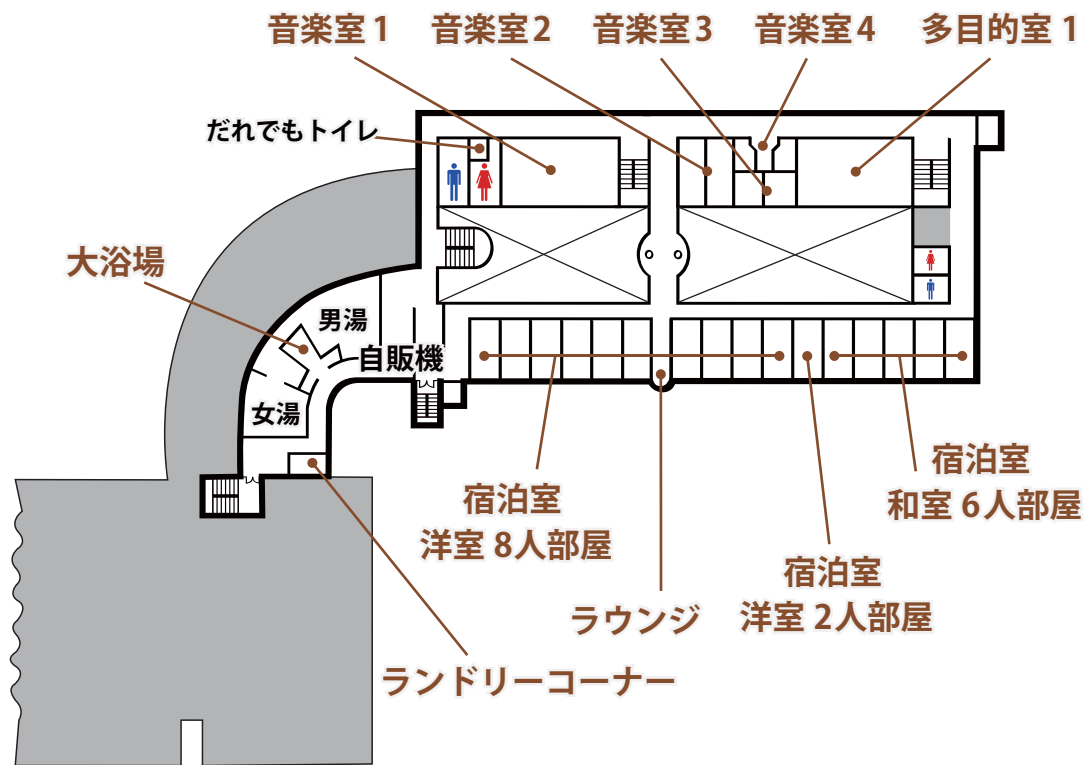 音楽室 1
音楽室 2
音楽室 3
音楽室 4
多目的室 1
だれでもトイレ
大浴場
男湯
自販機
女湯
宿泊室
洋室 8人部屋
宿泊室
和室 6人部屋
宿泊室
洋室 2人部屋
ラウンジ
ランドリーコーナー